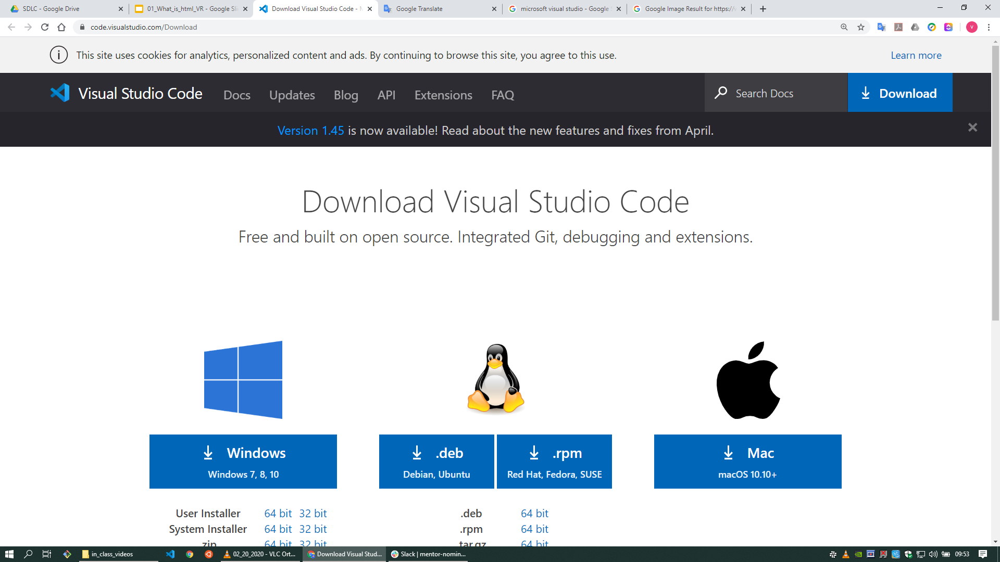 SDLC - Google Drive
01_What_is_html_VR - Google Sli
Download Visual Studio Code - M
Google Translate
microsoft visual studio - Google S
Google Image Result for https://w
code.visualstudio.com/Download
V
This site uses cookies for analytics, personalized content and ads. By continuing to browse this site, you agree to this use.
Learn more
Visual Studio Code
Docs
Updates
Blog
API
Extensions
FAQ
Search Docs
Download
Version 1.45 is now available! Read about the new features and fixes from April.
Download Visual Studio Code
Free and built on open source. Integrated Git, debugging and extensions.
Windows
Windows 7, 8, 10
.deb
Debian, Ubuntu
.rpm
Red Hat, Fedora, SUSE
Mac
macOS 10.10+
User Installer 64 bit 32 bit
System Installer 64 bit 32 bit
.zip 64 bit 32 bit
.deb 64 bit
.rpm 64 bit
.tar.gz 64 bit
in_class_videos
02_20_2020 - VLC Ort...
Download Visual Stud...
Slack | mentor-nomin...
09:53